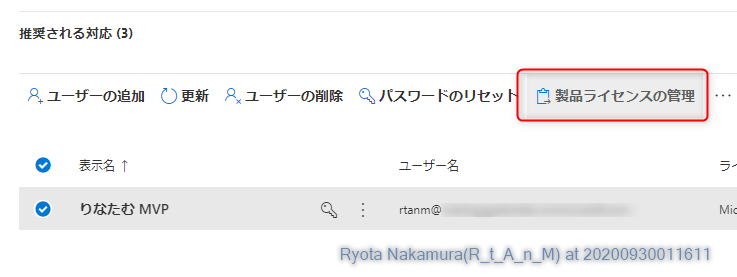 推奨される対応 (3)
ユーザーの追加 更新 ユーザーの削除 パスワードのリセット 製品ライセンスの管理 ···
表示名 ↑ ユーザー名 ライ
りなたむ MVP rtanm@ Mic
Ryota Nakamura(R_t_A_n_M) at 20200930011611